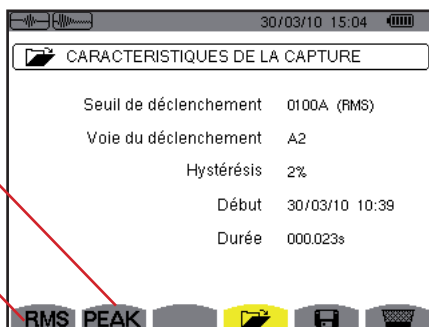 30/03/10 15:04
CARACTERISTIQUES DE LA CAPTURE
Seuil de déclenchement 0100A (RMS)
Voie du déclenchement A2
Hystérésis 2%
Début 30/03/10 10:39
Durée 000.023s
RMS PEAK